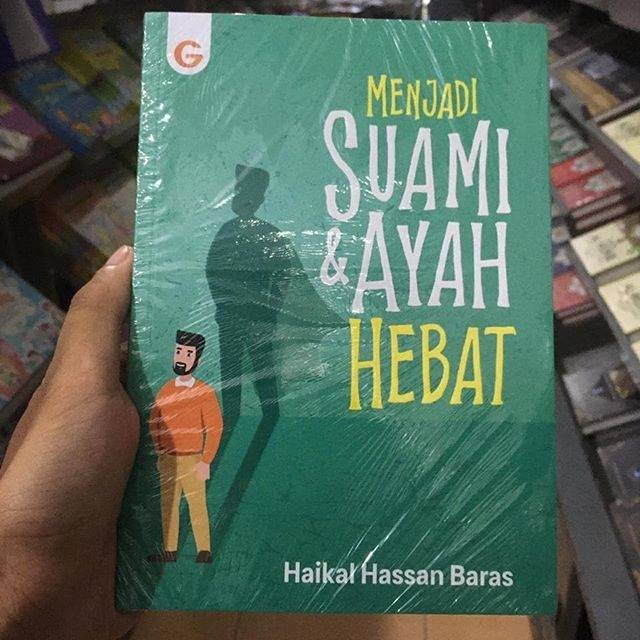 G
MENJADI
SUAMI
& AYAH
HEBAT
Haikal Hassan Baras